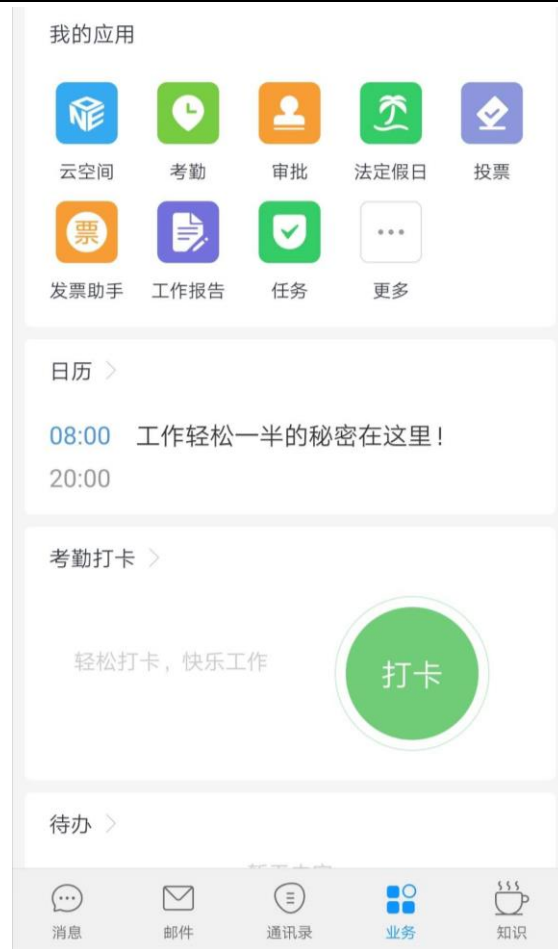 我的应用
云空间 考勤 审批 法定假日 投票
票
发票助手 工作报告 任务 更多
日历
08:00 工作轻松一半的秘密在这里！
20:00
考勤打卡
轻松打卡，快乐工作
打卡
待办
消息 邮件 通讯录 业务 知识